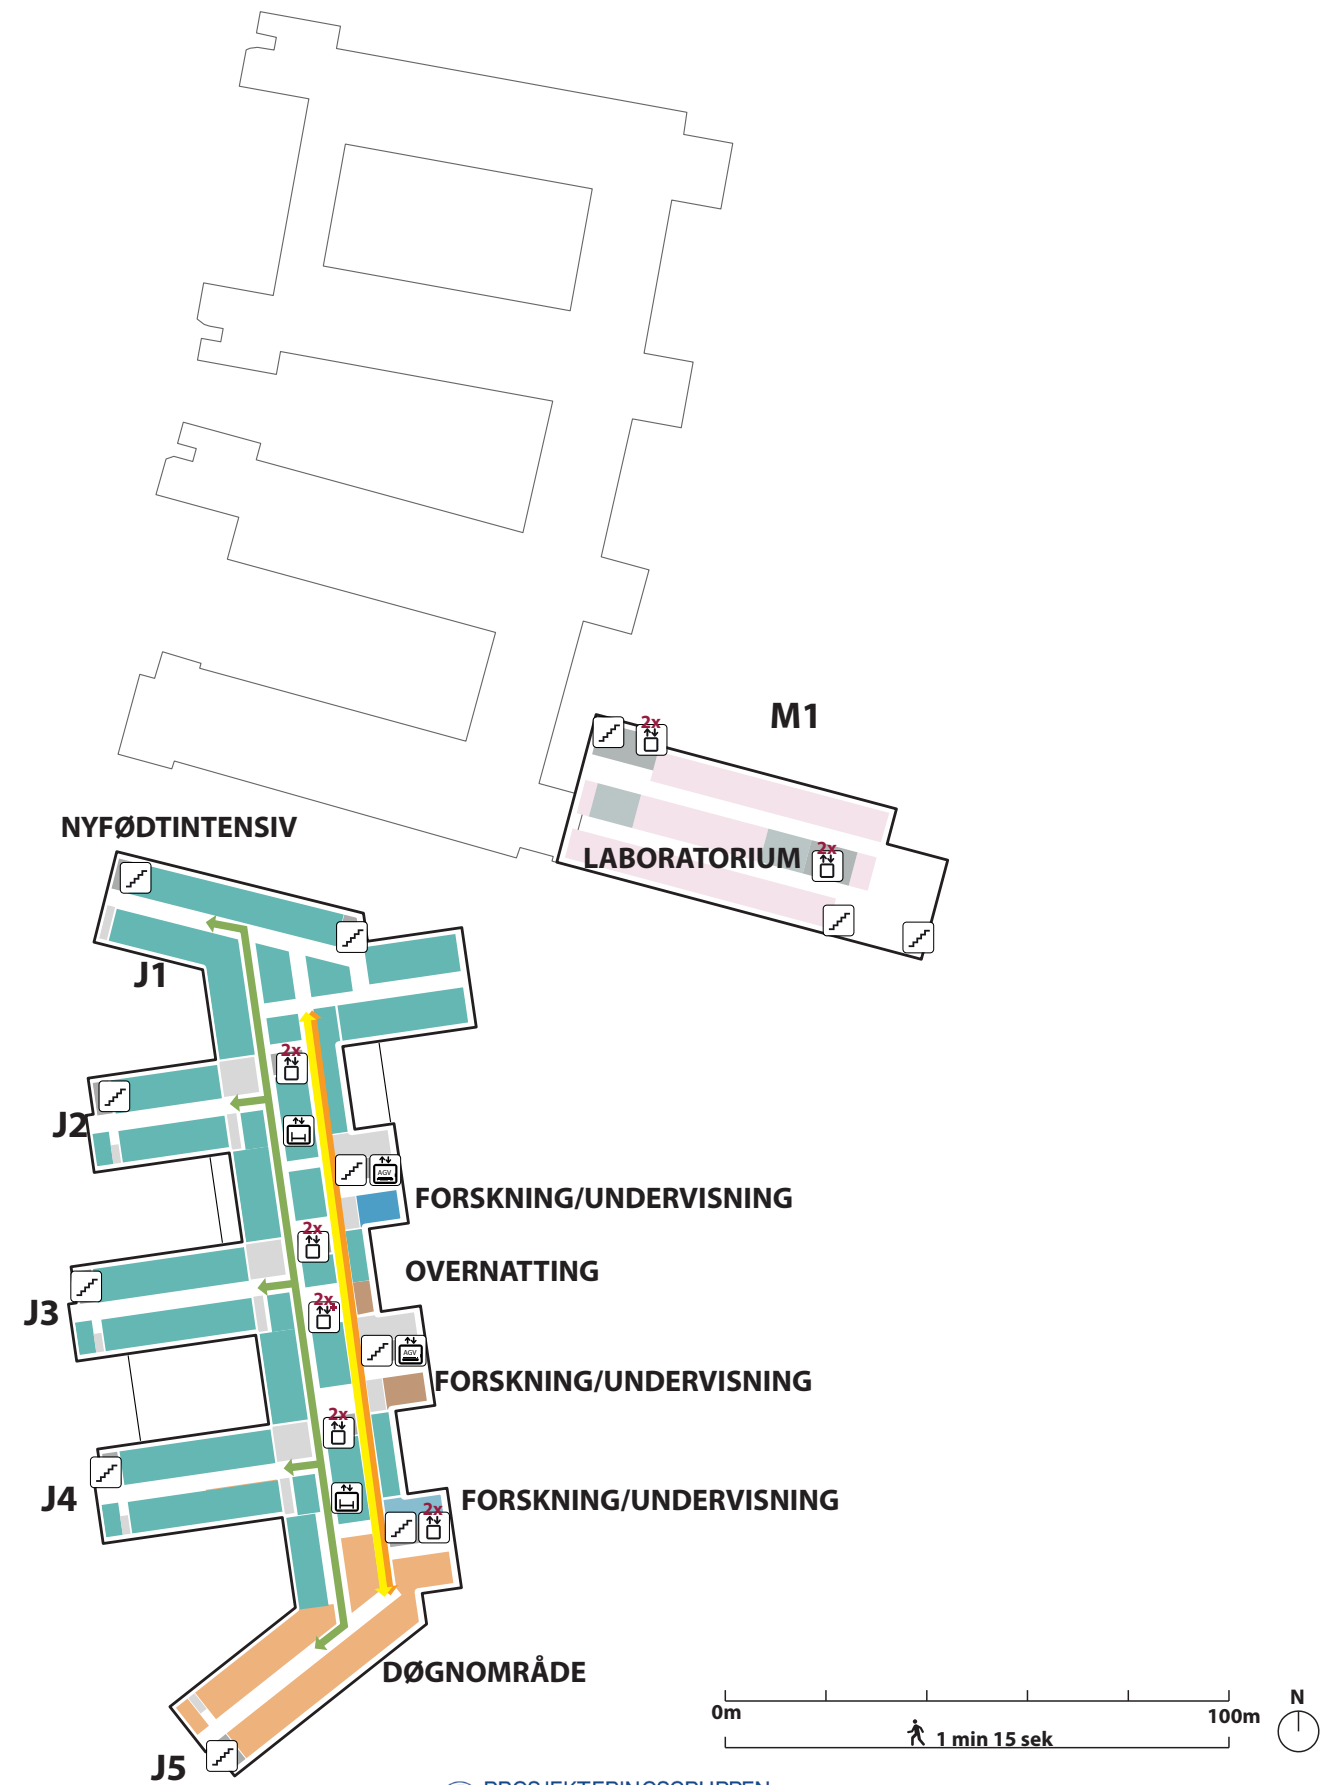 M1
2x
2x
LABORATORIUM
NYFØDTINTENSIV
J1
2x
J2
AGV
FORSKNING/UNDERVISNING
2x
OVERNATTING
J3
2x
AGV
FORSKNING/UNDERVISNING
2x
J4
FORSKNING/UNDERVISNING
2x
DØGNOMRÅDE
J5
0m
100m
1 min 15 sek
N
PROSJEKTERINGSGRUPPEN